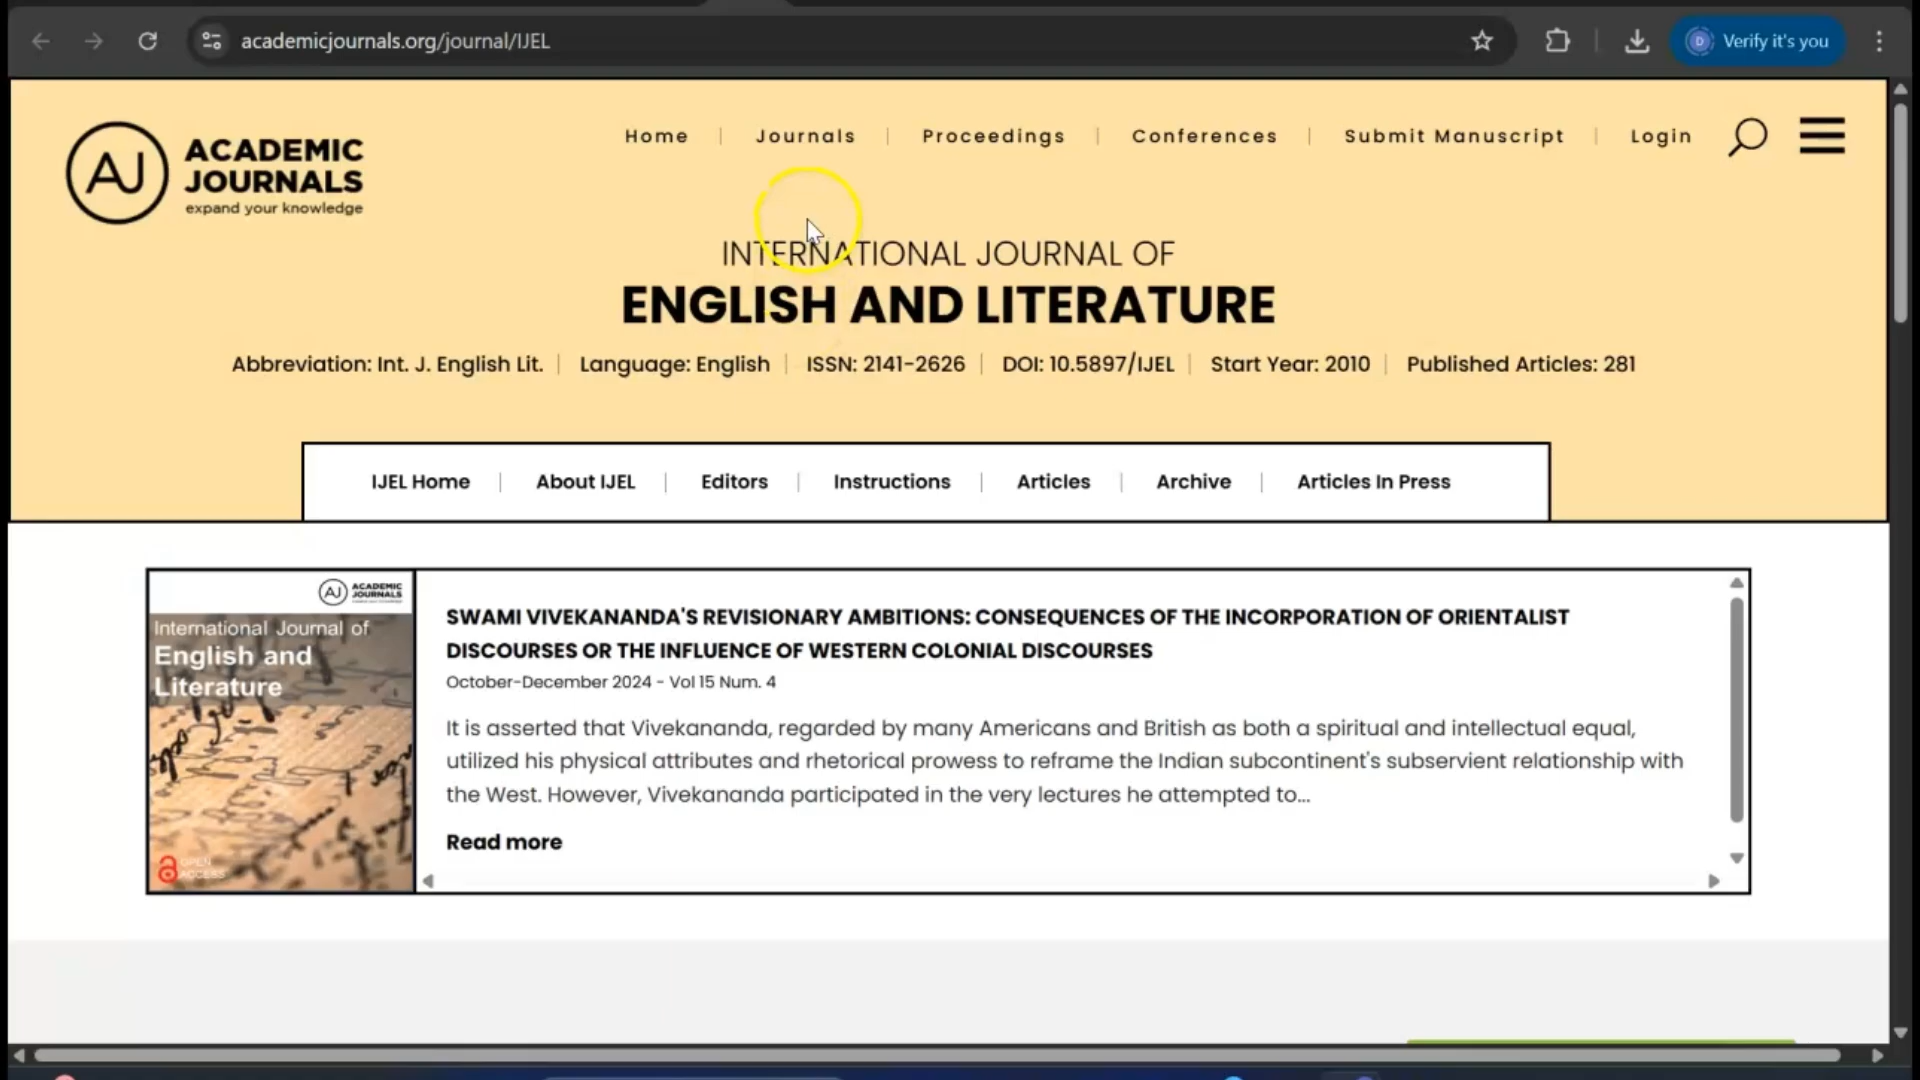 academicjournals.org/journal/IJEL
D Verify it's you
AJ ACADEMIC JOURNALS
expand your knowledge
Home | Journals | Proceedings | Conferences | Submit Manuscript | Login
INTERNATIONAL JOURNAL OF
ENGLISH AND LITERATURE
Abbreviation: Int. J. English Lit. | Language: English | ISSN: 2141-2626 | DOI: 10.5897/IJEL | Start Year: 2010 | Published Articles: 281
IJEL Home | About IJEL | Editors | Instructions | Articles | Archive | Articles In Press
AJ ACADEMIC JOURNALS
International Journal of
English and
Literature
OPEN
ACCESS
SWAMI VIVEKANANDA'S REVISIONARY AMBITIONS: CONSEQUENCES OF THE INCORPORATION OF ORIENTALIST
DISCOURSES OR THE INFLUENCE OF WESTERN COLONIAL DISCOURSES
October-December 2024 - Vol 15 Num. 4
It is asserted that Vivekananda, regarded by many Americans and British as both a spiritual and intellectual equal,
utilized his physical attributes and rhetorical prowess to reframe the Indian subcontinent's subservient relationship with
the West. However, Vivekananda participated in the very lectures he attempted to...
Read more